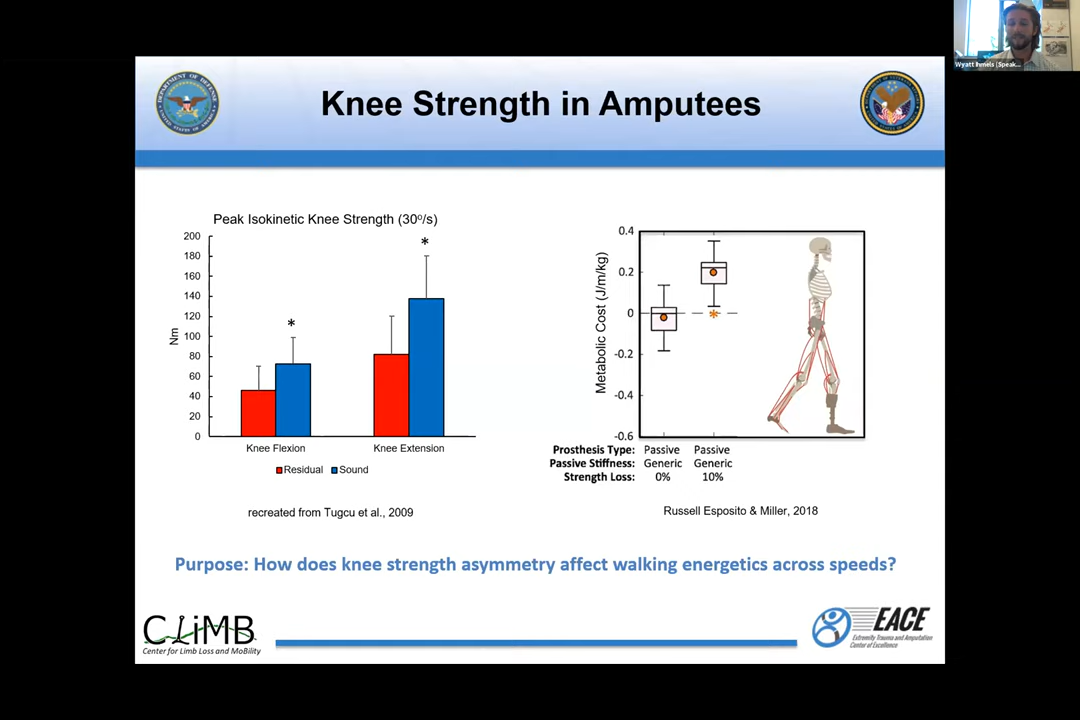 Wyatt Ihmels (Speak...
Knee Strength in Amputees
Peak Isokinetic Knee Strength (30º/s)
200
180
160
140
120
100
80
60
40
20
0
Nm
*
*
Knee Flexion
Knee Extension
Residual
Sound
recreated from Tugcu et al., 2009
Metabolic Cost (J/m/kg)
0.4
0.2
0
-0.2
-0.4
-0.6
*
Prosthesis Type: Passive Passive
Passive Stiffness: Generic Generic
Strength Loss: 0% 10%
Russell Esposito & Miller, 2018
Purpose: How does knee strength asymmetry affect walking energetics across speeds?
CLiMB
Center for Limb Loss and MoBility
EACE
Extremity Trauma and Amputation
Center of Excellence